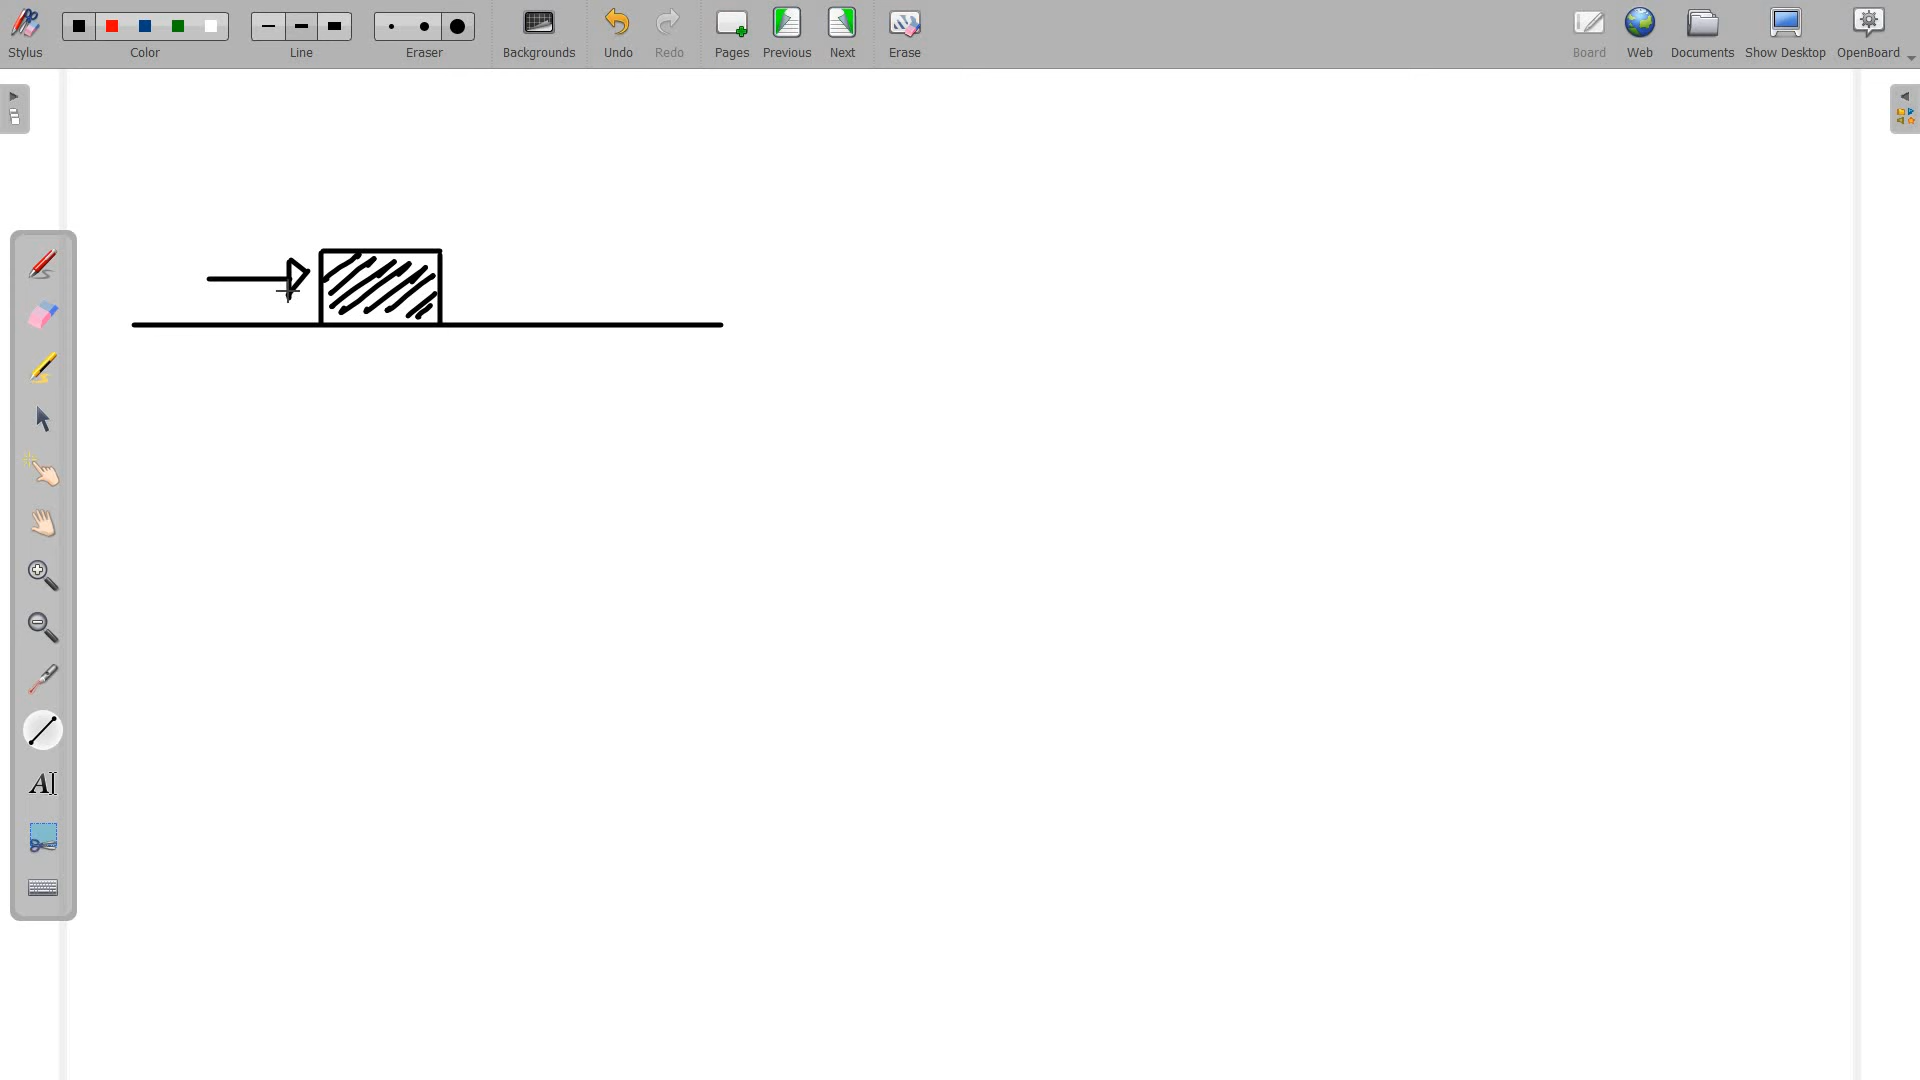 Stylus
Color
Line
Eraser
Backgrounds
Undo
Redo
Pages
Previous
Next
Erase
Board
Web
Documents
Show Desktop
OpenBoard
A